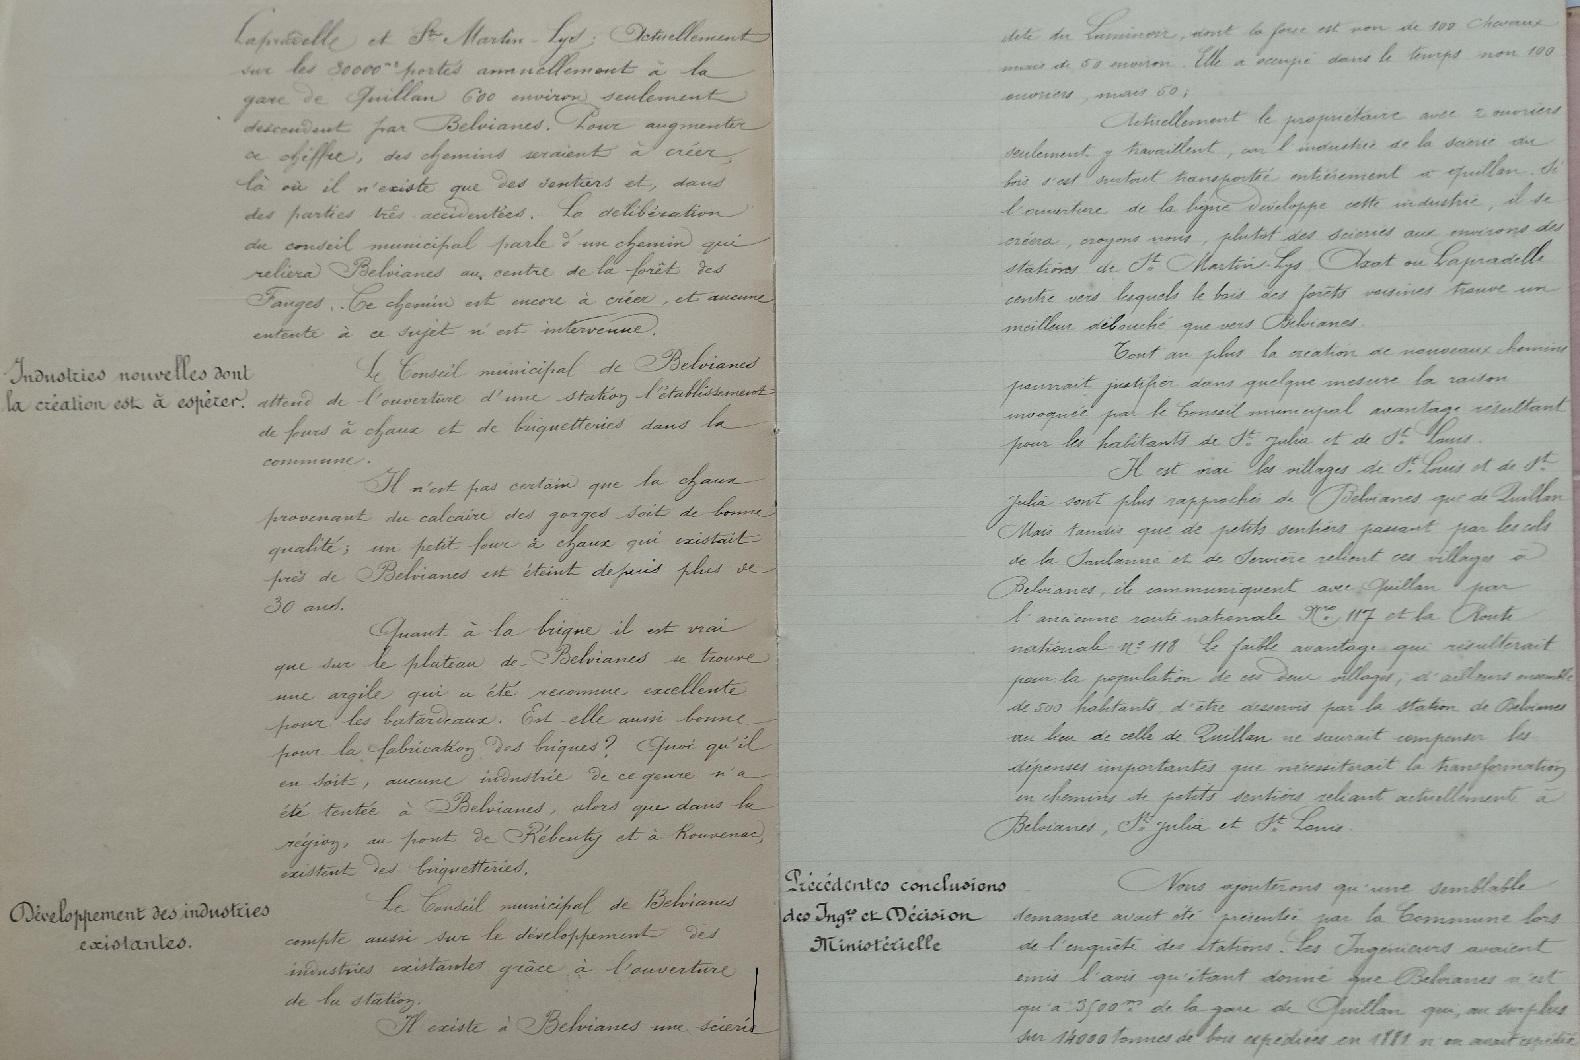 Lapradelle et St Martin-Lys; Actuellement
sur les 30000ms portés annuellement à la
gare de Quillan 600 environ seulement
descendent par Belvianes. Pour augmenter
ce chiffre, des chemins seraient à créer,
là où il n'existe que des sentiers et, dans
des parties très accidentées. La délibération
du conseil municipal parle d'un chemin qui
reliera Belvianes au centre de la forêt des
Fanges. Ce chemin est encore à créer, et aucune
entente à ce sujet n'est intervenue.
Industries nouvelles dont
la création est à espérer.
Le Conseil municipal de Belvianes
attend de l'ouverture d'une station l'établissement
de fours à chaux et de briquetteries dans la
commune.
Il n'est pas certain que la chaux
provenant du calcaire des gorges soit de bonne
qualité; un petit four à chaux qui existait
près de Belvianes est éteint depuis plus de
30 ans.
Quant à la brique il est vrai
que sur le plateau de Belvianes se trouve
une argile qui a été reconnue excellente
pour les batardeaux. Est-elle aussi bonne
pour la fabrication des briques? Quoi qu'il
en soit, aucune industrie de ce genre n'a
été tentée à Belvianes, alors que dans la
région, au pont de Rébenty et à Rouvenac,
existent des briquetteries.
Développement des industries
existantes.
Le Conseil municipal de Belvianes
compte aussi sur le développement des
industries existantes grâce à l'ouverture
de la station.
Il existe à Belvianes une scierie
dite du Luminoir, dont la force est non de 100 chevaux
mais de 50 environ. Elle a occupé dans le temps non 100
ouvriers, mais 50;
Actuellement le propriétaire avec 2 ouvriers
seulement y travaillent, car l'industrie de la scierie du
bois s'est surtout transportée entièrement à Quillan. Si
l'ouverture de la ligne développe cette industrie, il se
créera, croyons nous, plutôt des scieries aux environs des
stations de St Martin-Lys Axat ou Lapradelle
centre vers lesquels le bois des forêts voisines trouve un
meilleur débouché que vers Belvianes.
Tout au plus la création de nouveaux chemins
pourrait justifier dans quelque mesure la raison
invoquée par le Conseil municipal avantage résultant
pour les habitants de St Julia et de St Louis.
Il est vrai les villages de St Louis et de St
Julia sont plus rapprochés de Belvianes que de Quillan
Mais tandis que de petits sentiers passant par les cols
de la Saulanne et de relient ces villages à
Belvianes, ils communiquent avec Quillan par
l'ancienne route nationale Nro 117 et la Route
nationale no 118 Le faible avantage qui résulterait
pour la population de ces deux villages, d'ailleurs ensemble
de 500 habitants d'être desservis par la station de Belvianes
au lieu de celle de Quillan ne saurait compenser les
dépenses importantes que nécessiterait la transformation
en chemins de petits sentiers reliant actuellement à
Belvianes, St Julia et St Louis.
Précédentes conclusions
des Ingrs et Décision
Ministérielle
Nous ajouterons qu'une semblable
demande avait été présentée par la Commune lors
de l'enquête des stations. Les Ingénieurs avaient
émis l'avis qu'étant donné que Belvianes n'est
qu'à 3500ms de la gare de Quillan qui, au surplus
sur 14000 tonnes de bois expédiées en 1881 n'en avait expédié